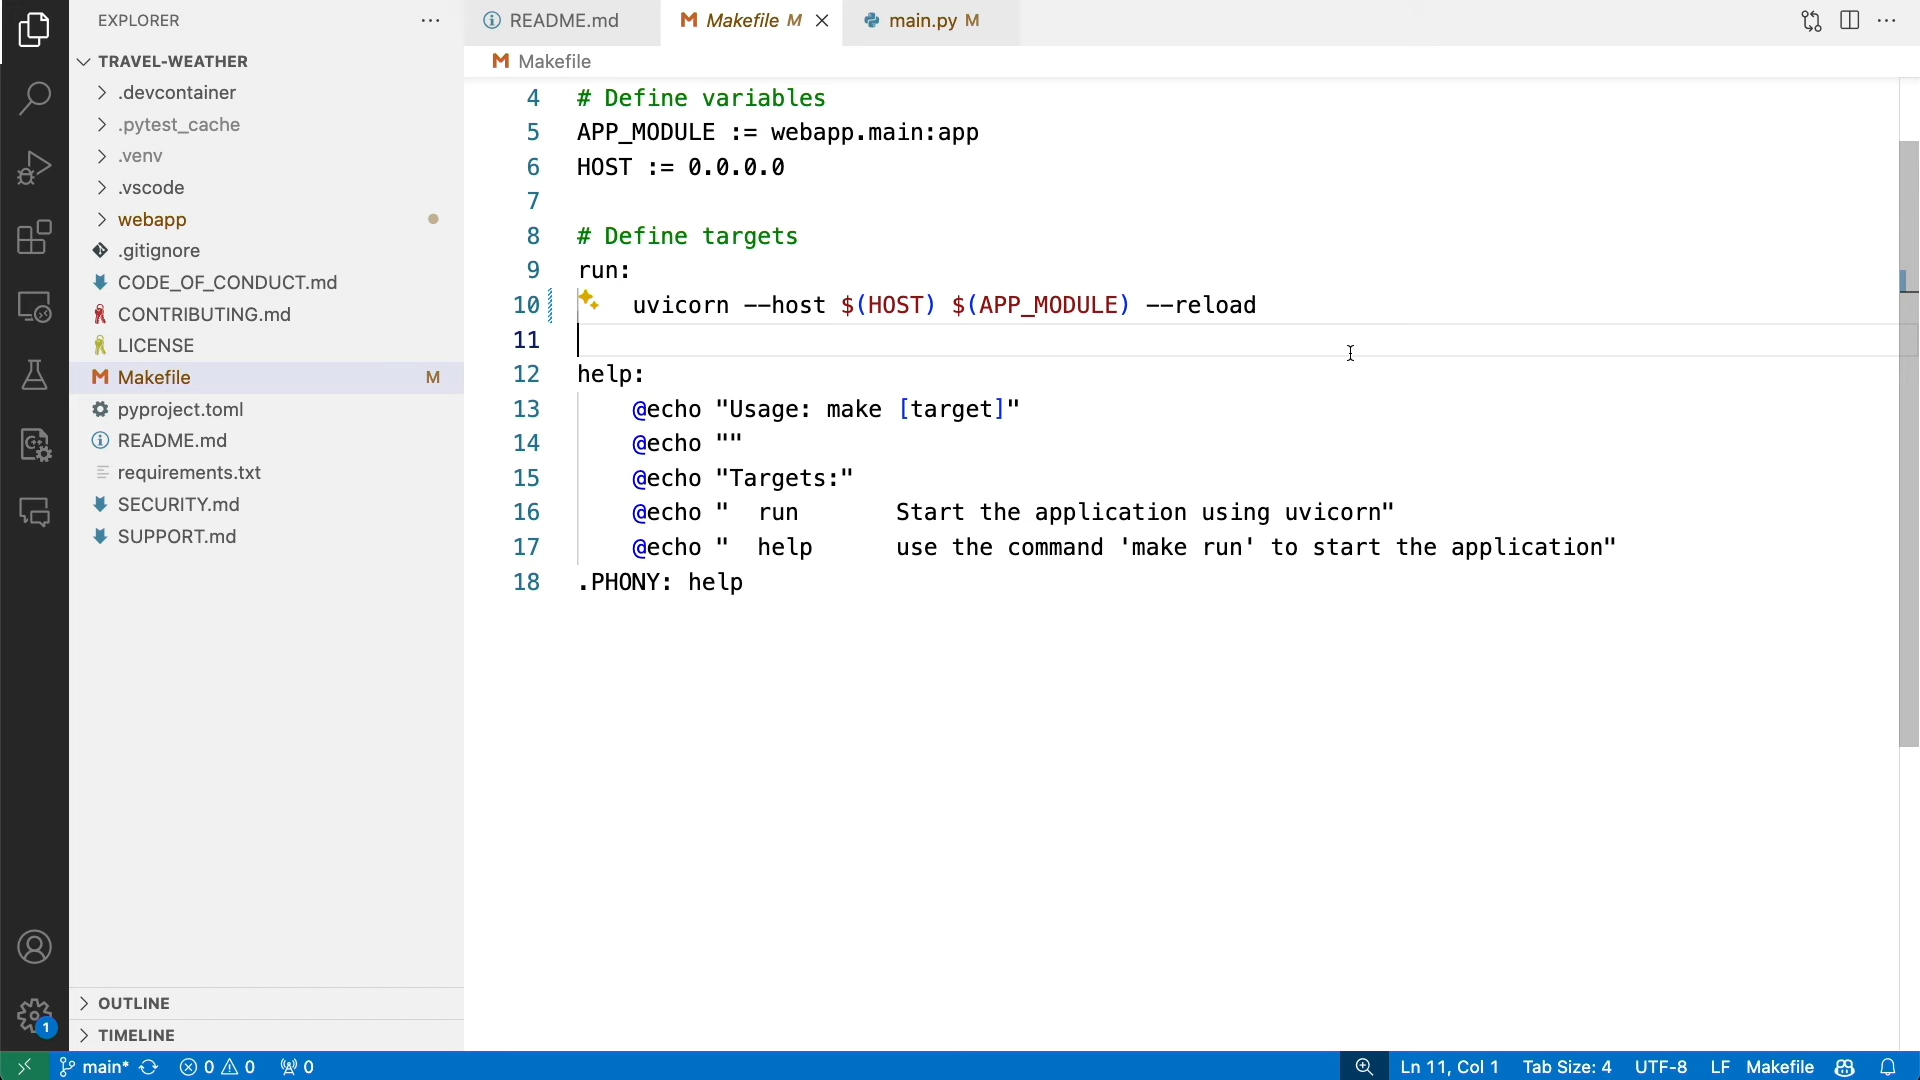 EXPLORER
TRAVEL-WEATHER
.devcontainer
.pytest_cache
.venv
.vscode
webapp
.gitignore
CODE_OF_CONDUCT.md
CONTRIBUTING.md
LICENSE
Makefile M
pyproject.toml
README.md
requirements.txt
SECURITY.md
SUPPORT.md
OUTLINE
TIMELINE
1
README.md
Makefile M
main.py M
Makefile
4 # Define variables
5 APP_MODULE := webapp.main:app
6 HOST := 0.0.0.0
7
8 # Define targets
9 run:
10 uvicorn --host $(HOST) $(APP_MODULE) --reload
11
12 help:
13 @echo "Usage: make [target]"
14 @echo ""
15 @echo "Targets:"
16 @echo "  run       Start the application using uvicorn"
17 @echo "  help      use the command 'make run' to start the application"
18 .PHONY: help
main* 0 0 0 Ln 11, Col 1 Tab Size: 4 UTF-8 LF Makefile